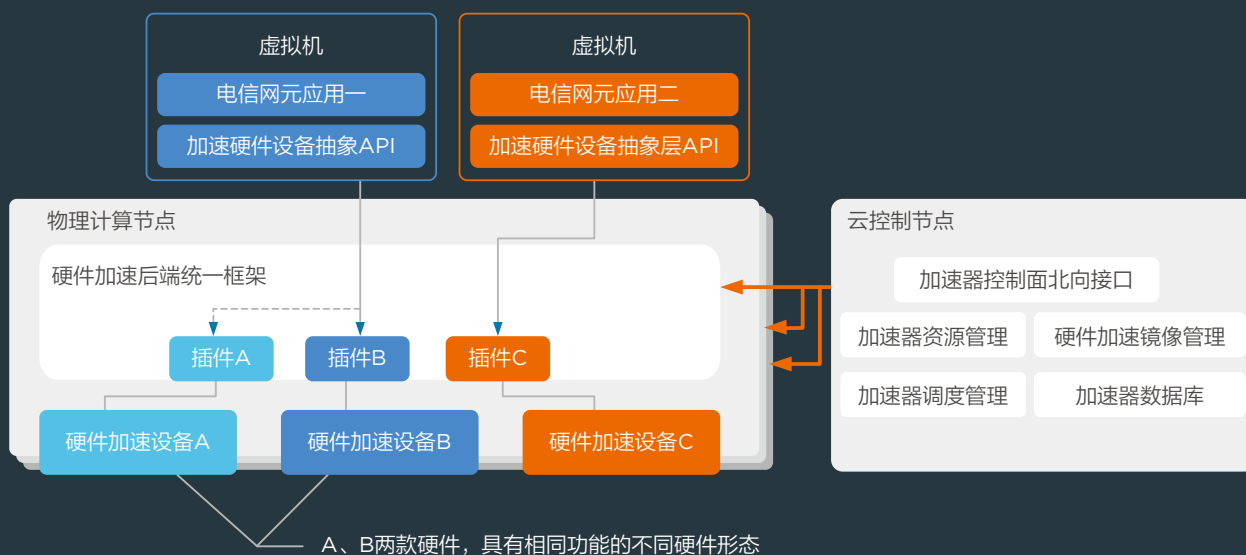 虚拟机
电信网元应用一
加速硬件设备抽象API
虚拟机
电信网元应用二
加速硬件设备抽象层API
物理计算节点
硬件加速后端统一框架
插件A
插件B
插件C
硬件加速设备A
硬件加速设备B
硬件加速设备C
A、B两款硬件，具有相同功能的不同硬件形态
云控制节点
加速器控制面北向接口
加速器资源管理
硬件加速镜像管理
加速器调度管理
加速器数据库